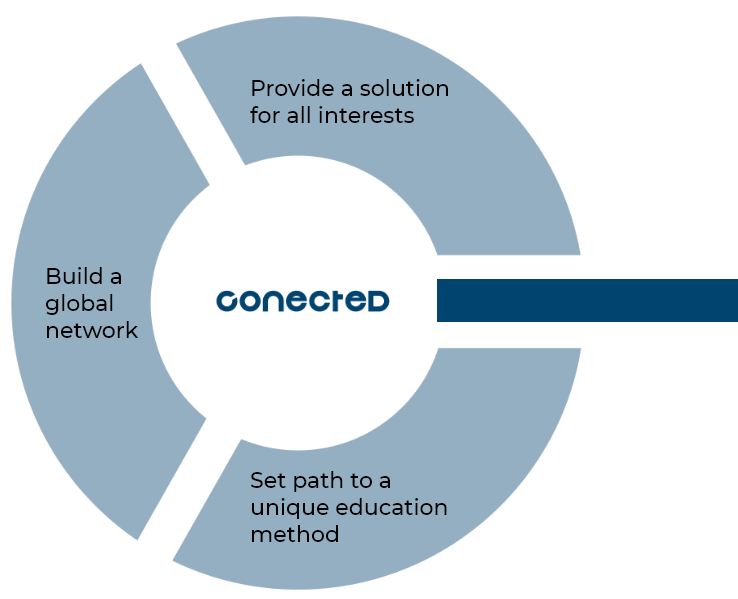 Provide a solution
for all interests
Build a
global
network
conecteD
Set path to a
unique education
method